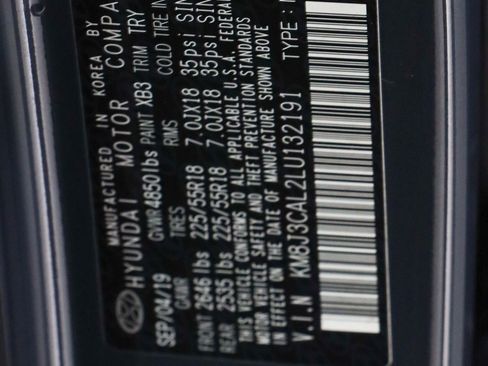 MANUFACTURED IN KOREA BY
HYUNDAI MOTOR COMPA
SEP/04/19 GVWR 4850lbs PAINT XB3 TRIM TRY
GAWR TIRES RIMS COLD TIRE IN
FRONT 2646 lbs 225/55R18 7.0JX18 35psi SIN
REAR 2535 lbs 225/55R18 7.0JX18 35psi SIN
THIS VEHICLE CONFORMS TO ALL APPLICABLE U.S.A. FEDERAL
MOTOR VEHICLE SAFETY AND THEFT PREVENTION STANDARDS
IN EFFECT ON THE DATE OF MANUFACTURE SHOWN ABOVE
V.I.N KM8J3CAL2LU132191 TYPE: